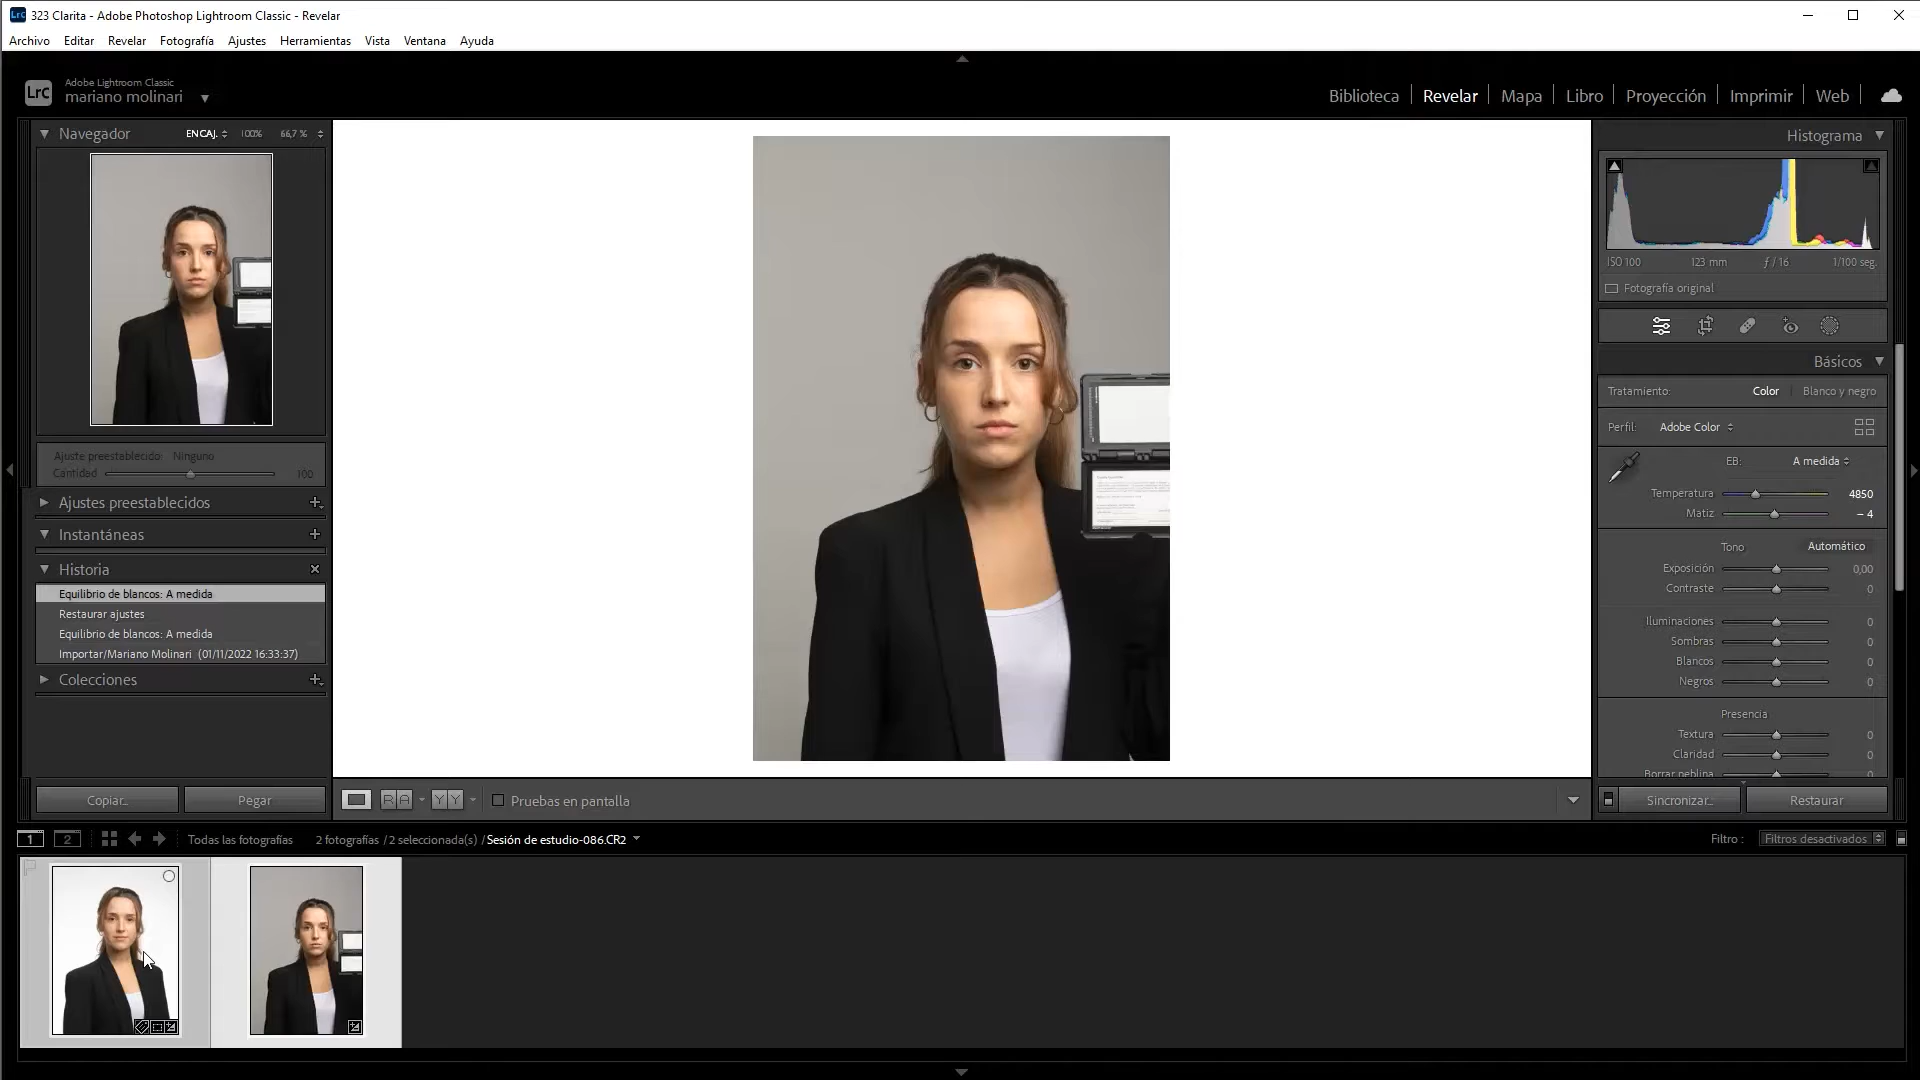 Lrc 323 Clarita - Adobe Photoshop Lightroom Classic - Revelar
Archivo Editar Revelar Fotografía Ajustes Herramientas Vista Ventana Ayuda
LrC
Adobe Lightroom Classic
mariano molinari
Biblioteca Revelar Mapa Libro Proyección Imprimir Web
Navegador ENCAJ. 100% 66,7 %
Ajuste preestablecido: Ninguno
Cantidad 100
Ajustes preestablecidos
Instantáneas
Historia
Equilibrio de blancos: A medida
Restaurar ajustes
Equilibrio de blancos: A medida
Importar/Mariano Molinari (01/11/2022 16:33:37)
Colecciones
Copiar... Pegar
R A Y Y Pruebas en pantalla
Histograma
ISO 100 123 mm ƒ / 16 1/100 seg.
Fotografía original
Básicos
Tratamiento: Color Blanco y negro
Perfil: Adobe Color
EB: A medida
Temperatura 4850
Matiz – 4
Tono Automático
Exposición 0,00
Contraste 0
Iluminaciones 0
Sombras 0
Blancos 0
Negros 0
Presencia
Textura 0
Claridad 0
Borrar neblina
Sincronizar... Restaurar
1 2 Todas las fotografías 2 fotografías /2 seleccionada(s) /Sesión de estudio-086.CR2 Filtro : Filtros desactivados